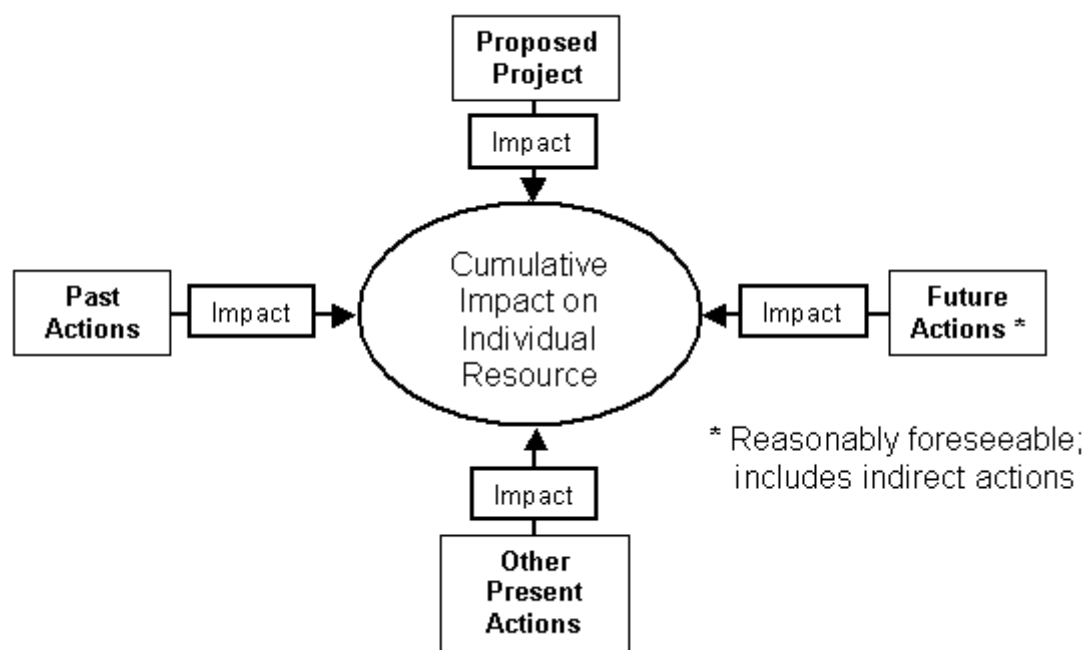 Proposed
Project
Impact
Cumulative
Impact on
Individual
Resource
Past
Actions
Impact
Impact
Future
Actions *
* Reasonably foreseeable;
includes indirect actions
Impact
Other
Present
Actions